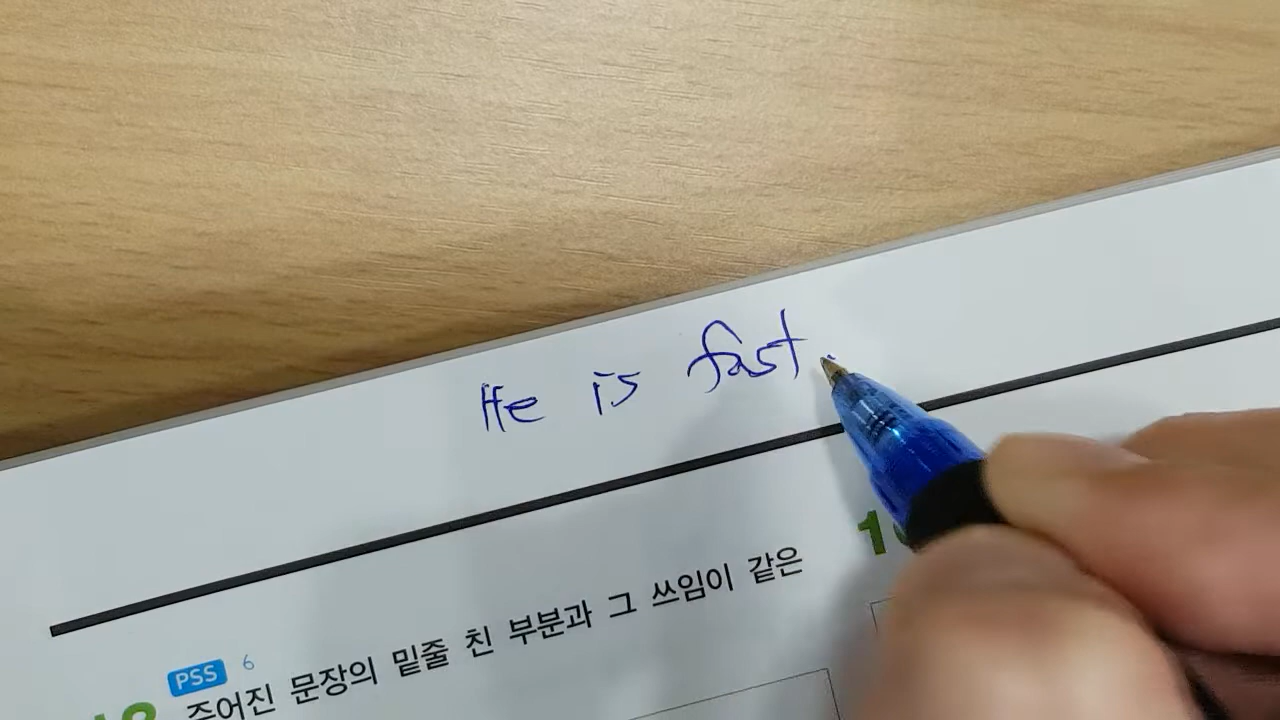 He is fast.
PSS 6
주어진 문장의 밑줄 친 부분과 그 쓰임이 같은